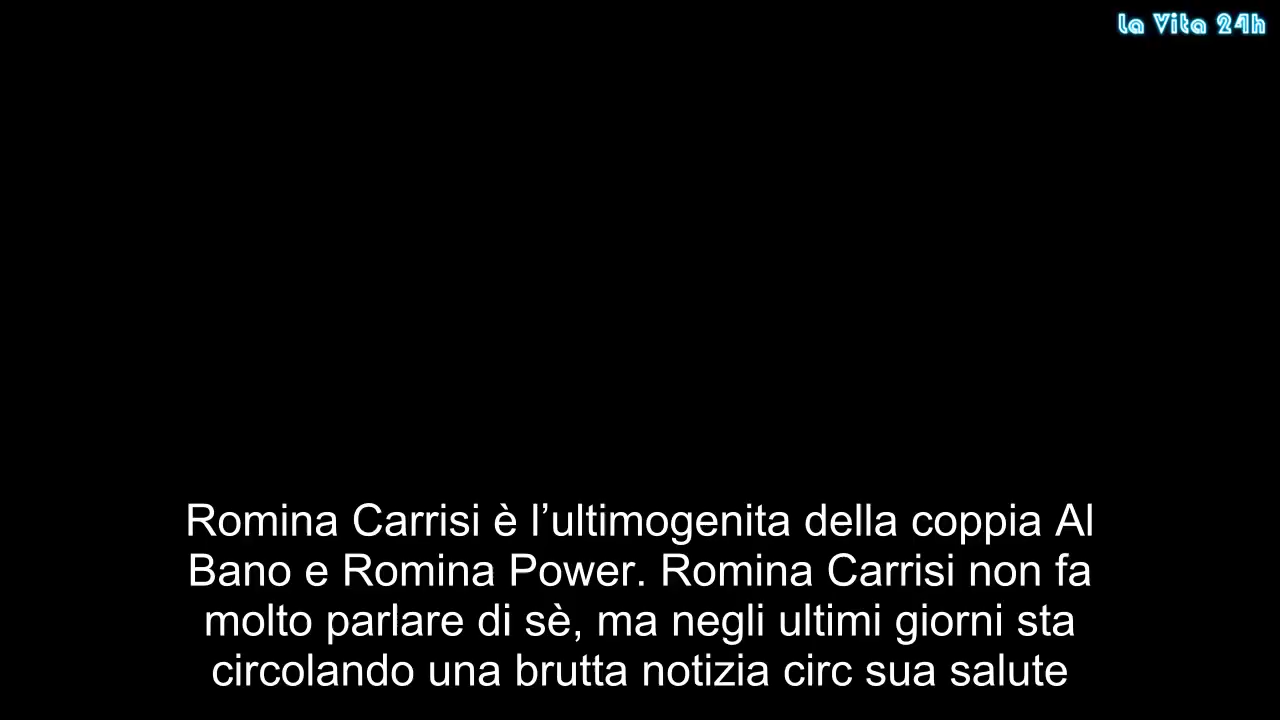 La Vita 24h
Romina Carrisi è l’ultimogenita della coppia Al
Bano e Romina Power. Romina Carrisi non fa
molto parlare di sè, ma negli ultimi giorni sta
circolando una brutta notizia circ sua salute